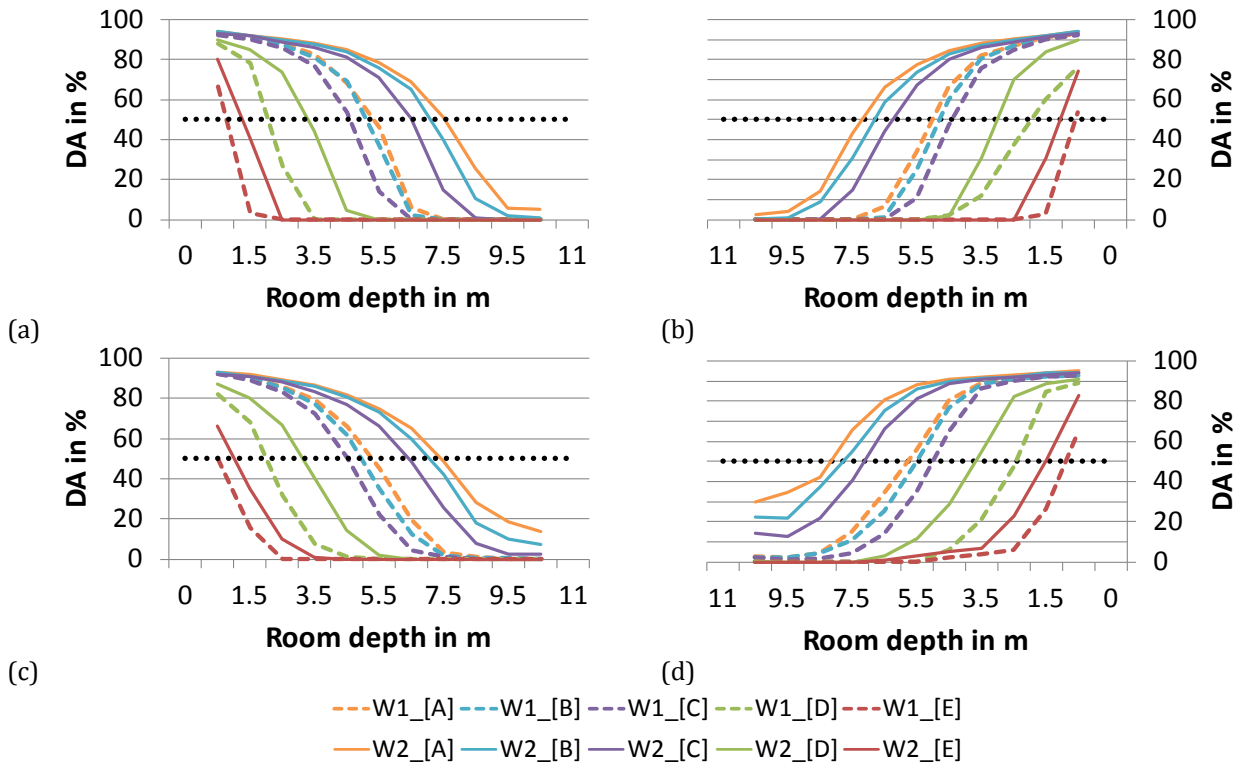 100
80
60
40
20
0
DA in %
0 1.5 3.5 5.5 7.5 9.5 11
Room depth in m
(a)
100
80
60
40
20
0
DA in %
11 9.5 7.5 5.5 3.5 1.5 0
Room depth in m
(b)
100
80
60
40
20
0
DA in %
0 1.5 3.5 5.5 7.5 9.5 11
Room depth in m
(c)
100
80
60
40
20
0
DA in %
11 9.5 7.5 5.5 3.5 1.5 0
Room depth in m
(d)
W1_[A] W1_[B] W1_[C] W1_[D] W1_[E]
W2_[A] W2_[B] W2_[C] W2_[D] W2_[E]